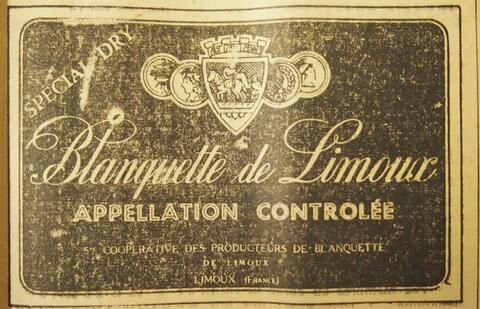 SPECIAL DRY
Blanquette de Limoux
APPELLATION CONTROLÉE
Sté COOPÉRATIVE DES PRODUCTEURS DE BLANQUETTE
DE LIMOUX
LIMOUX (FRANCE)